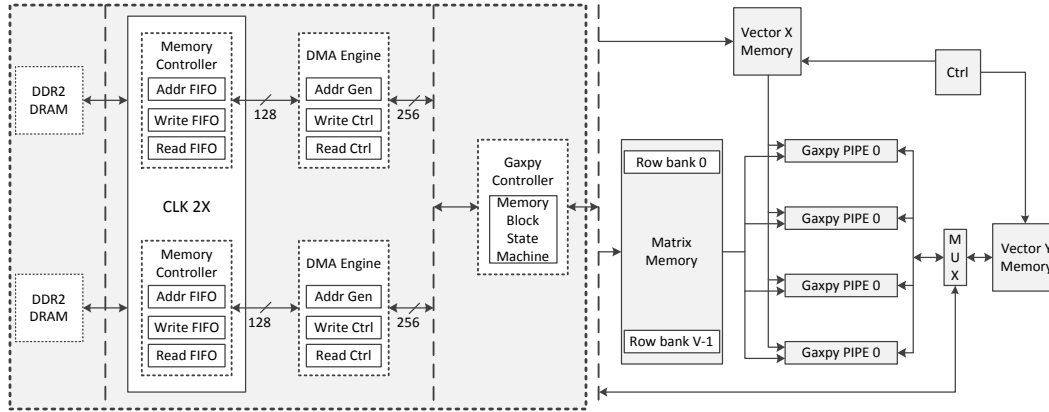 DDR2
DRAM
Memory
Controller
Addr FIFO
Write FIFO
Read FIFO
128
DMA Engine
Addr Gen
Write Ctrl
Read Ctrl
256
CLK 2X
DDR2
DRAM
Memory
Controller
Addr FIFO
Write FIFO
Read FIFO
128
DMA Engine
Addr Gen
Write Ctrl
Read Ctrl
256
Gaxpy
Controller
Memory
Block
State
Machine
Vector X
Memory
Ctrl
Row bank 0
Matrix
Memory
Row bank V-1
Gaxpy PIPE 0
Gaxpy PIPE 0
Gaxpy PIPE 0
Gaxpy PIPE 0
M
U
X
Vector Y
Memory